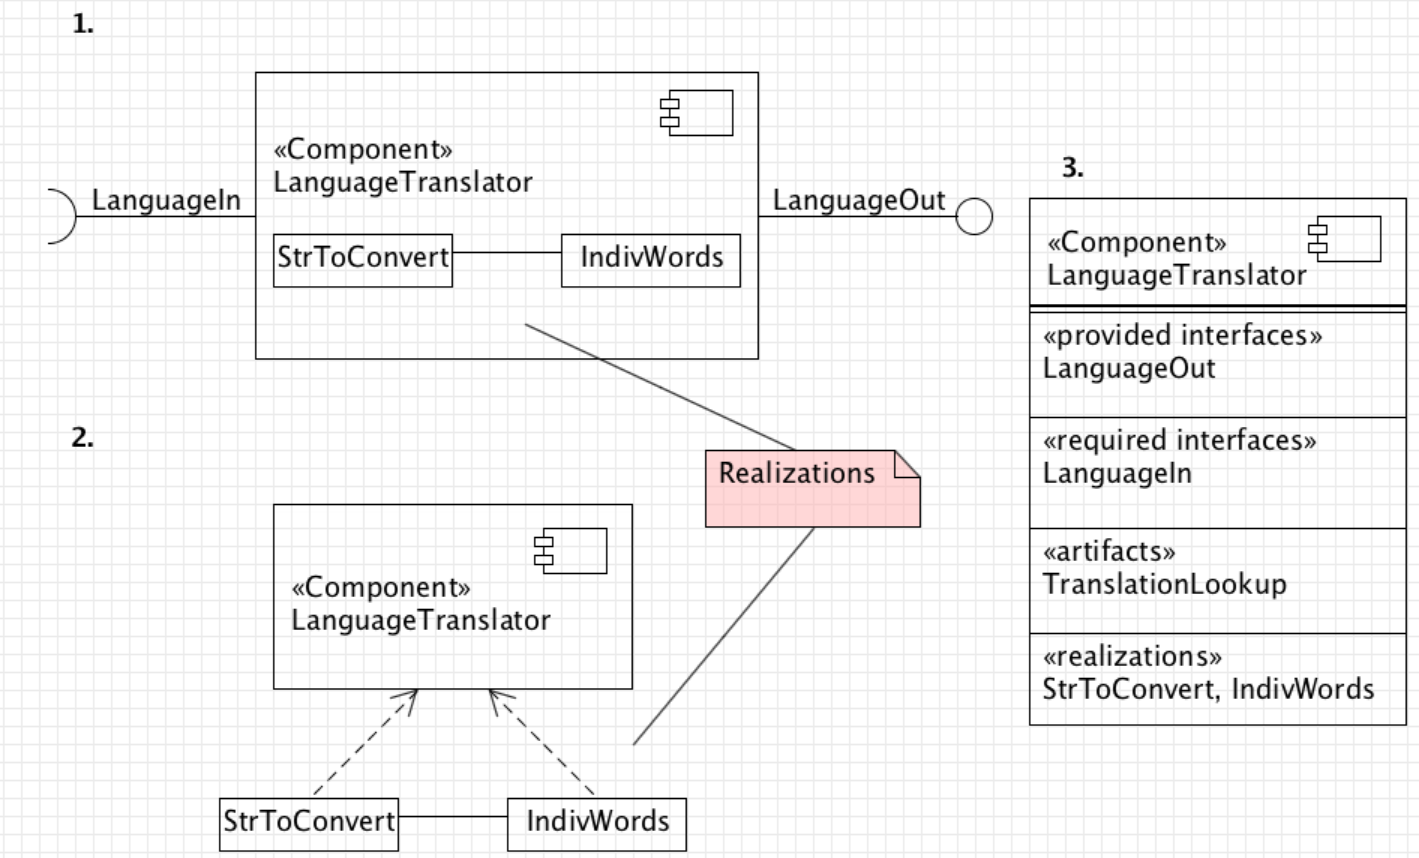 1.
«Component»
LanguageTranslator
LanguageIn
LanguageOut
StrToConvert
IndivWords
2.
Realizations
«Component»
LanguageTranslator
StrToConvert
IndivWords
3.
«Component»
LanguageTranslator
«provided interfaces»
LanguageOut
«required interfaces»
LanguageIn
«artifacts»
TranslationLookup
«realizations»
StrToConvert, IndivWords